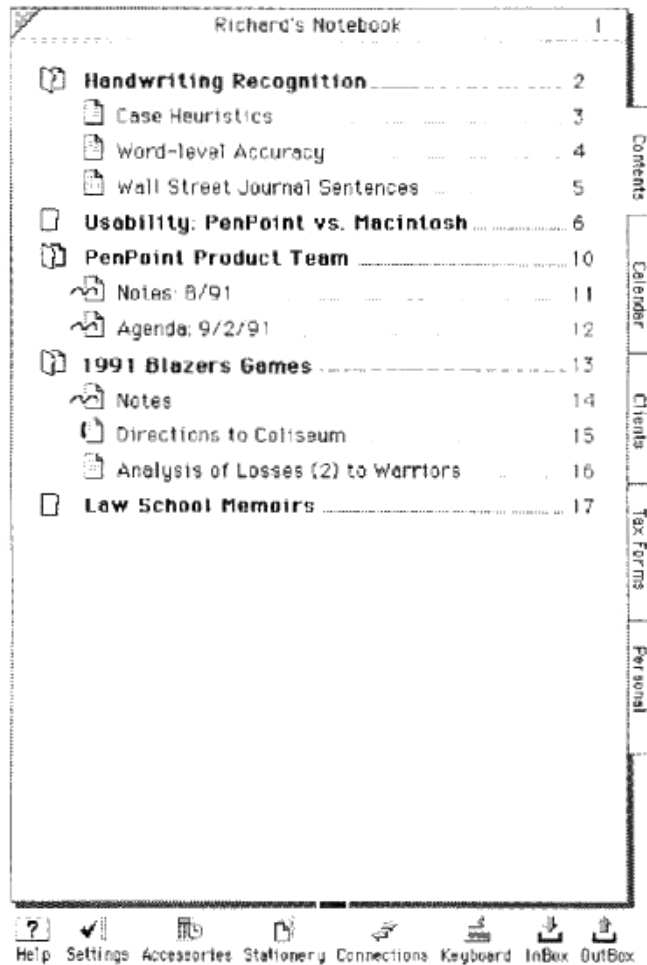 Richard's Notebook 1
Handwriting Recognition 2
Case Heuristics 3
Word-level Accuracy 4
Wall Street Journal Sentences 5
Usability: PenPoint vs. Macintosh 6
PenPoint Product Team 10
Notes: 8/91 11
Agenda: 9/2/91 12
1991 Blazers Games 13
Notes 14
Directions to Coliseum 15
Analysis of Losses (2) to Warriors 16
Law School Memoirs 17
Contents
Calendar
Clients
Tax Forms
Personal
?
Help Settings Accessories Stationery Connections Keyboard InBox OutBox